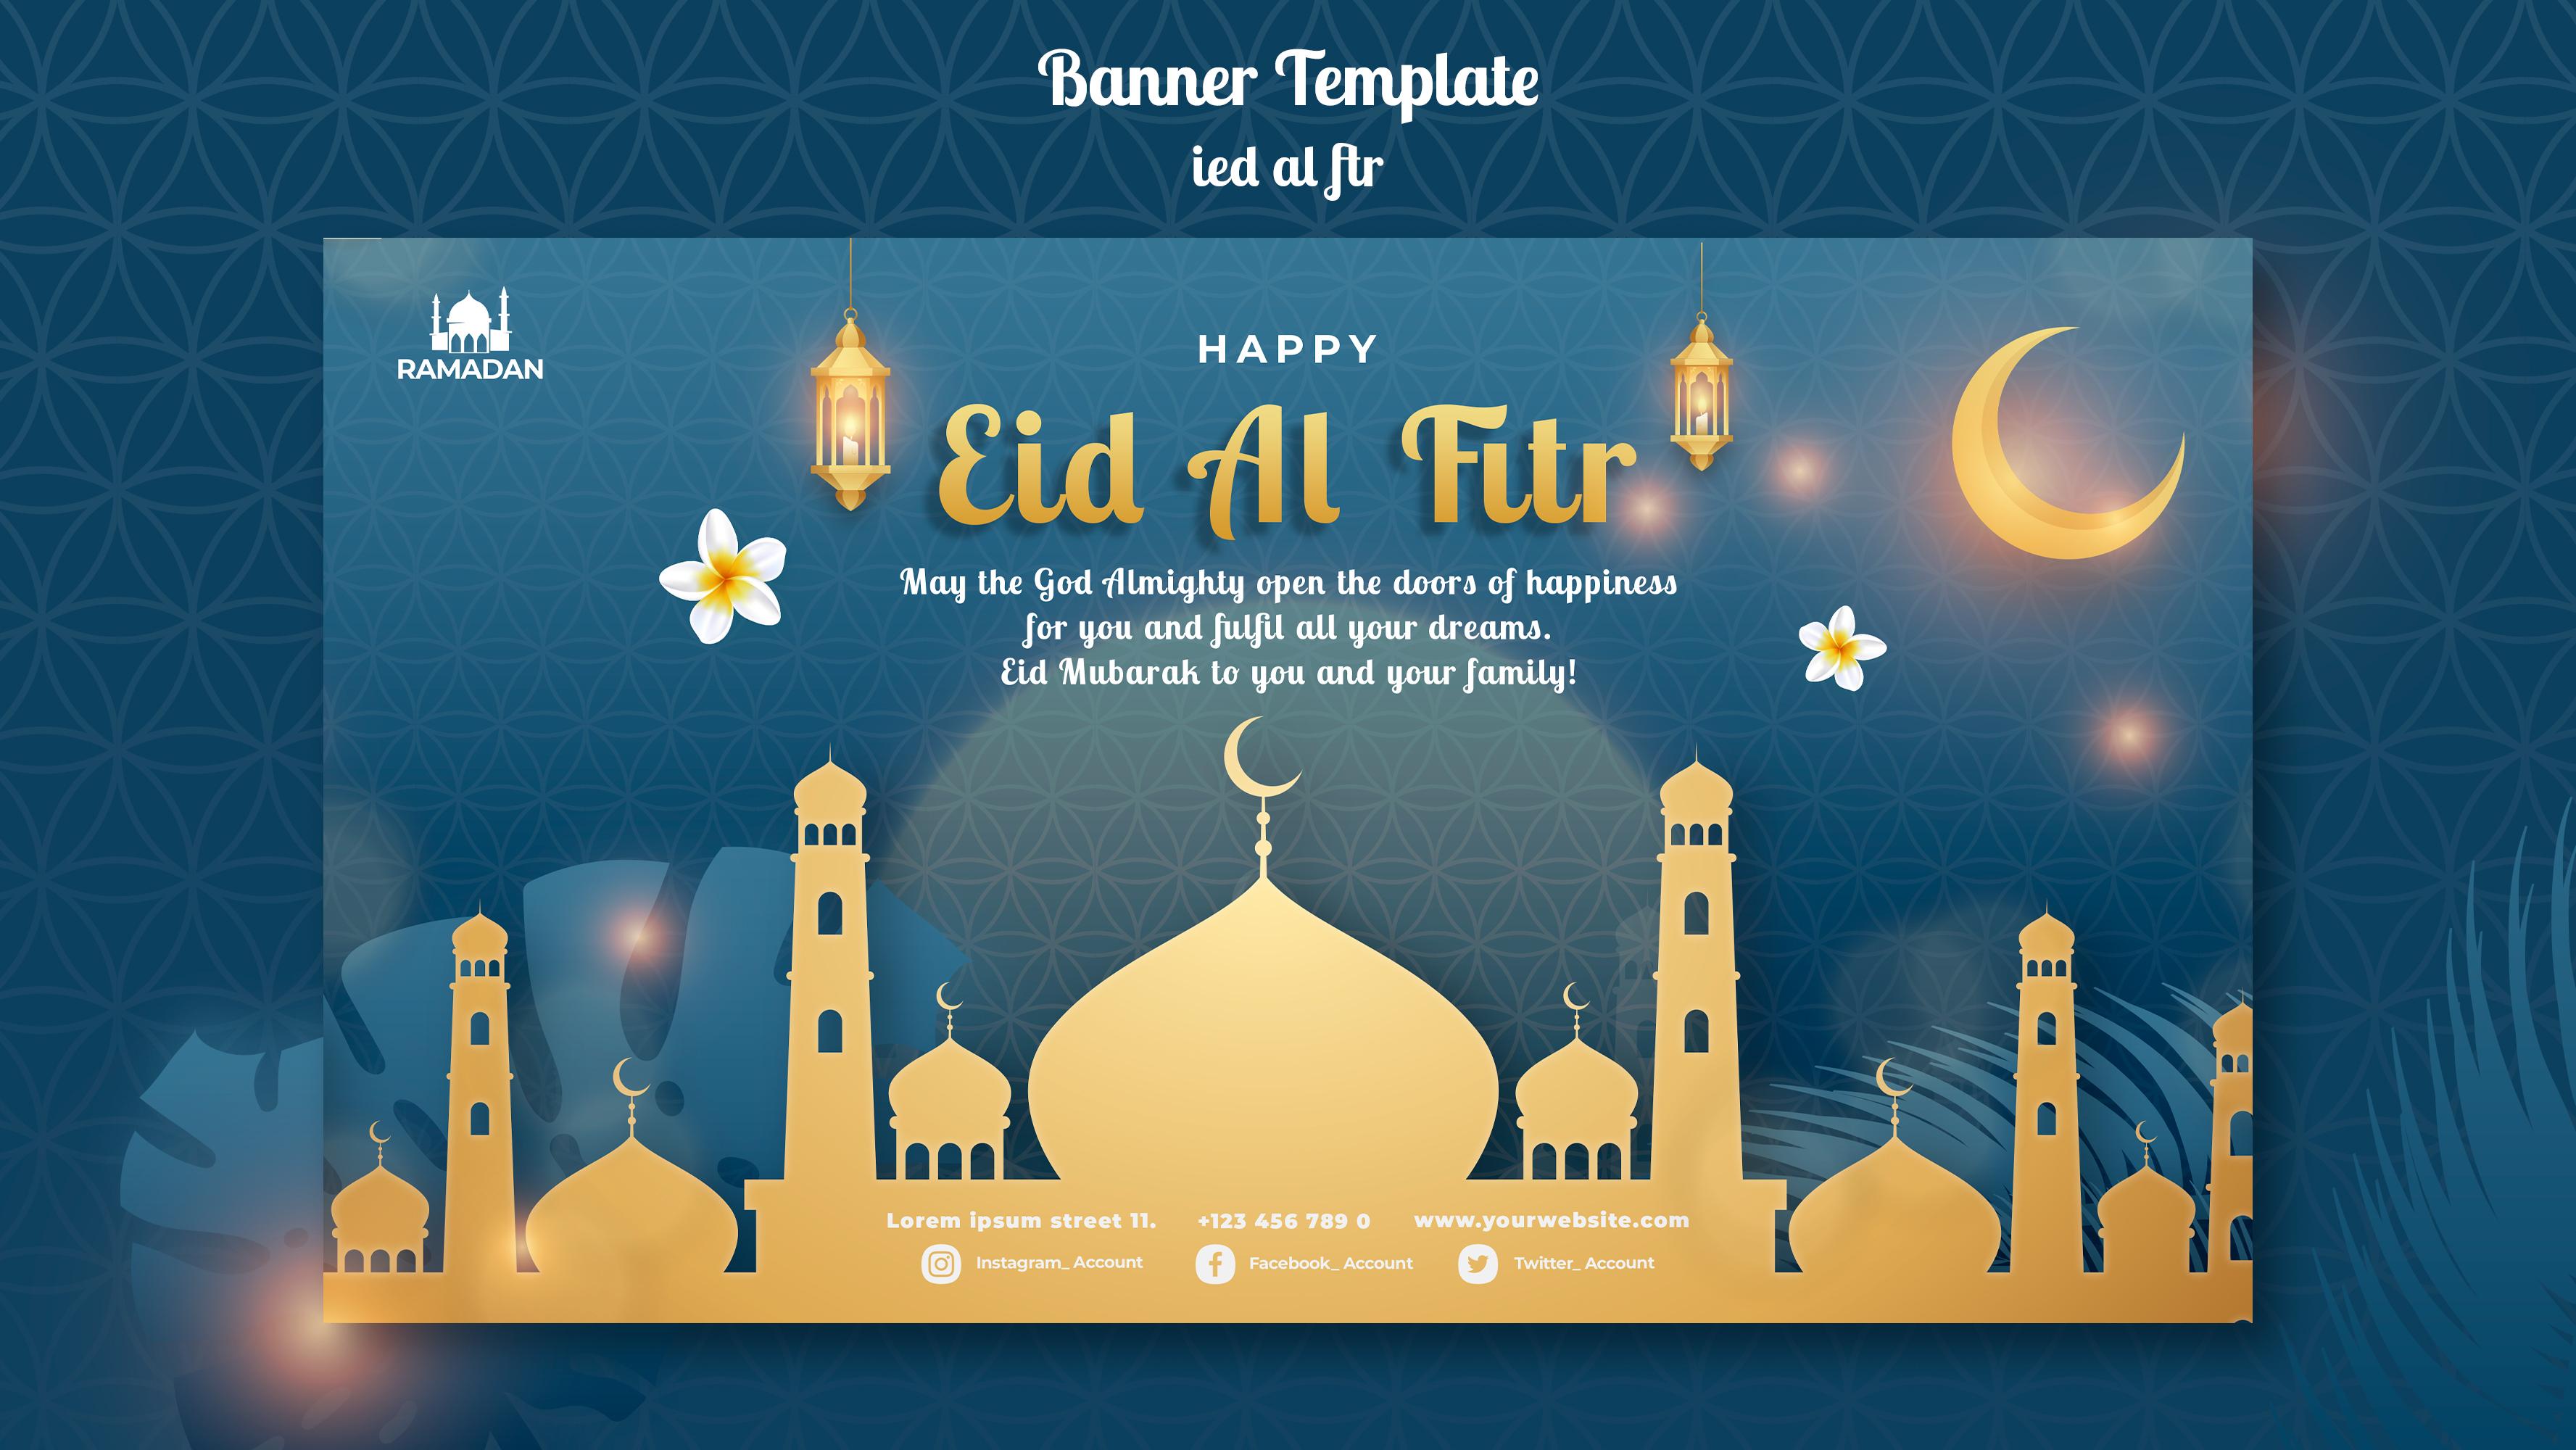 Banner Template
ied al fitr
RAMADAN
HAPPY
Eid Al Fitr
May the God Almighty open the doors of happiness
for you and fulfil all your dreams.
Eid Mubarak to you and your family!
Lorem ipsum street 11. +123 456 789 0 www.yourwebsite.com
Instagram_ Account Facebook_ Account Twitter_ Account